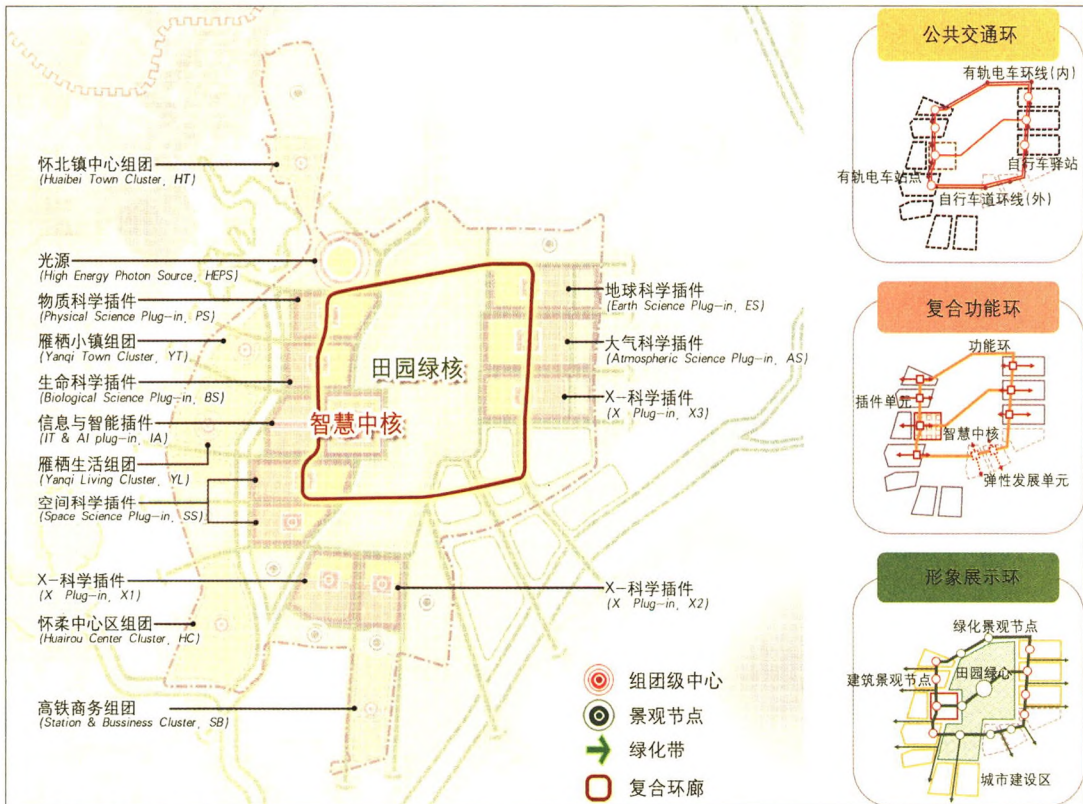 怀北镇中心组团
(Huaibei Town Cluster, HT)
光源
(High Energy Photon Source, HEPS)
物质科学插件
(Physical Science Plug-in, PS)
雁栖小镇组团
(Yanqi Town Cluster, YT)
生命科学插件
(Biological Science Plug-in, BS)
信息与智能插件
(IT & AI plug-in, IA)
雁栖生活组团
(Yanqi Living Cluster, YL)
空间科学插件
(Space Science Plug-in, SS)
X-科学插件
(X Plug-in, X1)
怀柔中心区组团
(Huairou Center Cluster, HC)
高铁商务组团
(Station & Bussiness Cluster, SB)
田园绿核
智慧中核
地球科学插件
(Earth Science Plug-in, ES)
大气科学插件
(Atmospheric Science Plug-in, AS)
X-科学插件
(X Plug-in, X3)
X-科学插件
(X Plug-in, X2)
组团级中心
景观节点
绿化带
复合环廊
公共交通环
有轨电车环线(内)
自行车驿站
有轨电车站点
自行车道环线(外)
复合功能环
功能环
插件单元
智慧中核
弹性发展单元
形象展示环
绿化景观节点
田园绿心
建筑景观节点
城市建设区